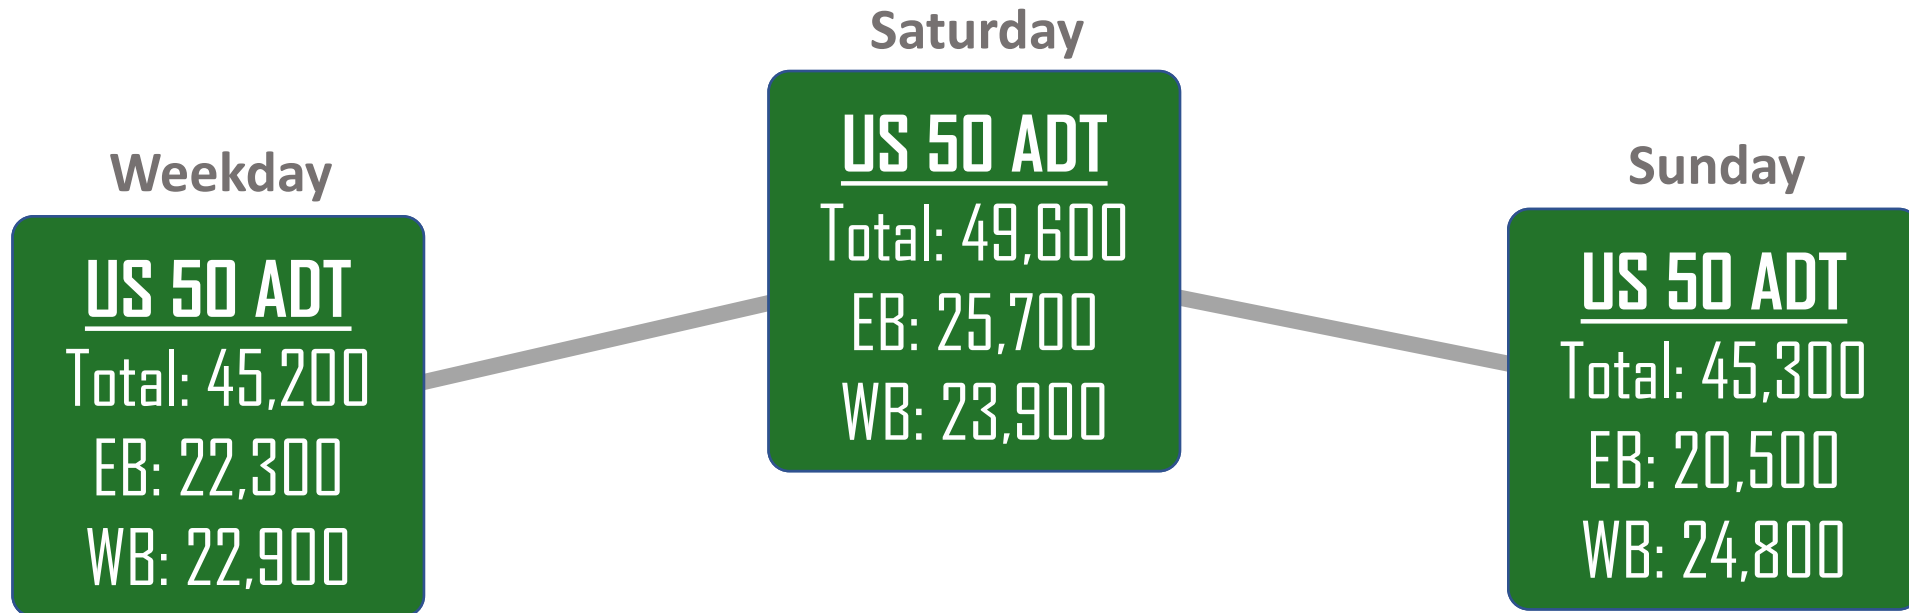 Weekday
US 50 ADT
Total: 45,200
EB: 22,300
WB: 22,900
Saturday
US 50 ADT
Total: 49,600
EB: 25,700
WB: 23,900
Sunday
US 50 ADT
Total: 45,300
EB: 20,500
WB: 24,800